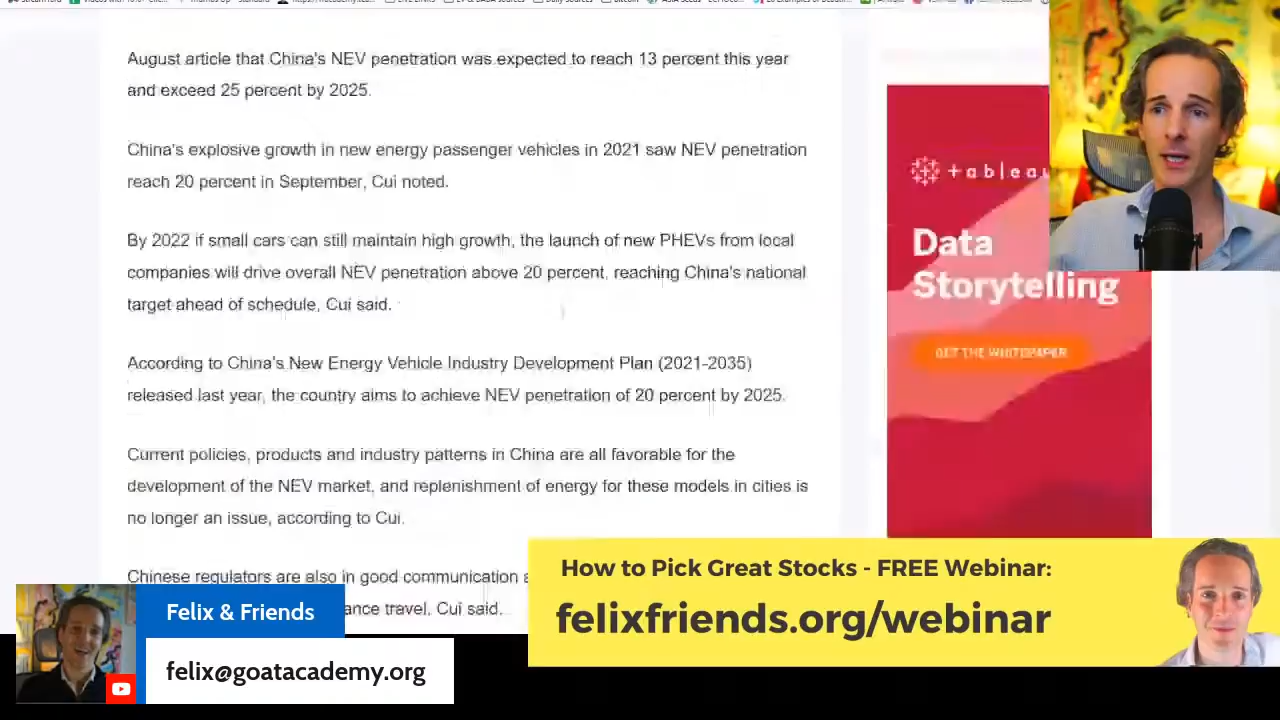 August article that China's NEV penetration was expected to reach 13 percent this year
and exceed 25 percent by 2025.
China's explosive growth in new energy passenger vehicles in 2021 saw NEV penetration
reach 20 percent in September, Cui noted.
By 2022 if small cars can still maintain high growth, the launch of new PHEVs from local
companies will drive overall NEV penetration above 20 percent, reaching China's national
target ahead of schedule, Cui said.
According to China's New Energy Vehicle Industry Development Plan (2021-2035)
released last year, the country aims to achieve NEV penetration of 20 percent by 2025.
Current policies, products and industry patterns in China are all favorable for the
development of the NEV market, and replenishment of energy for these models in cities is
no longer an issue, according to Cui.
Chinese regulators are also in good communication
travel, Cui said.
+ableau
Data
Storytelling
GET THE WHITEPAPER
How to Pick Great Stocks - FREE Webinar:
felixfriends.org/webinar
Felix & Friends
felix@goatacademy.org